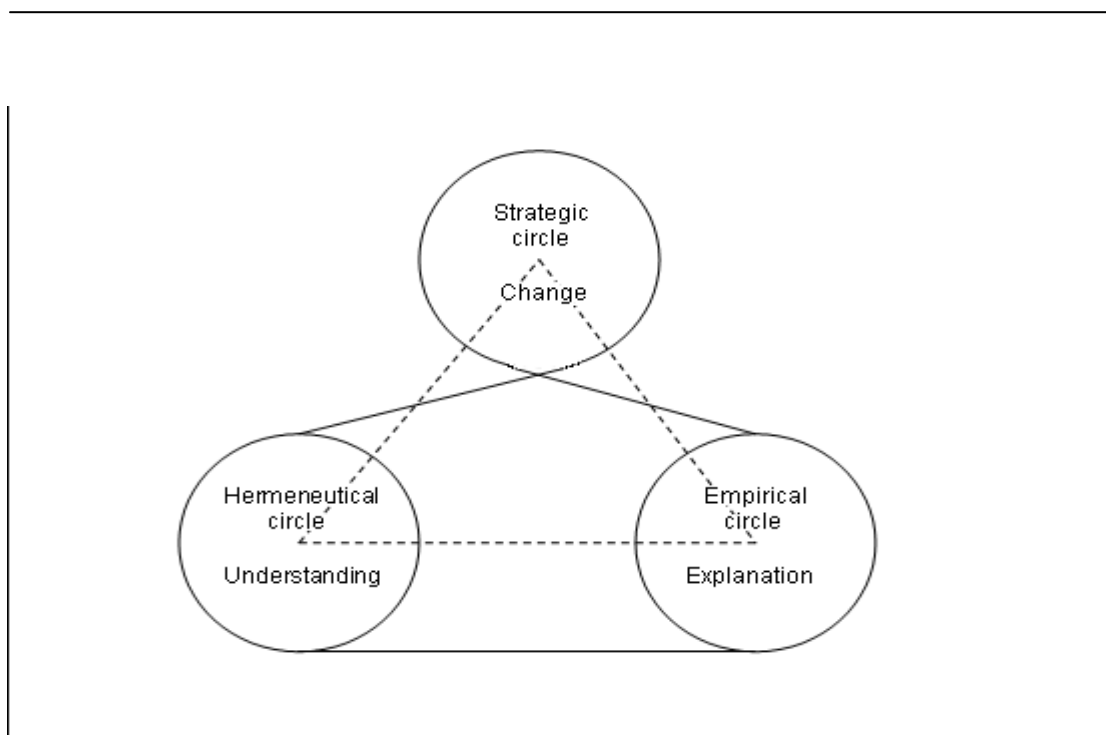 Strategic
circle
Change
Hermeneutical
circle
Understanding
Empirical
circle
Explanation